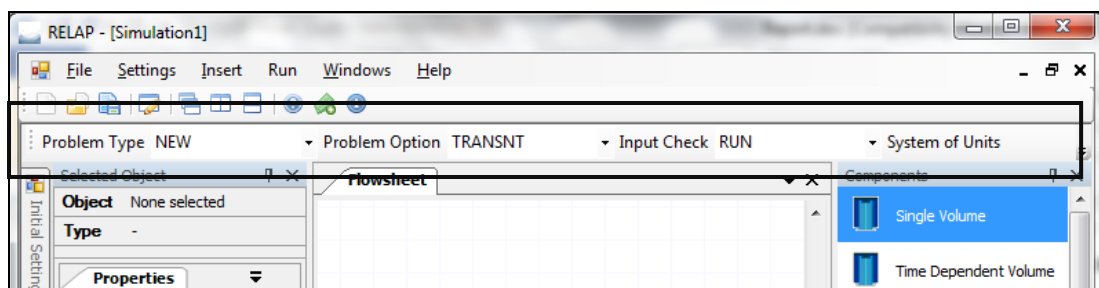 RELAP - [Simulation1]
File Settings Insert Run Windows Help
Problem Type NEW Problem Option TRANSNT Input Check RUN System of Units
Selected Object Flowsheet Components
Object None selected
Type -
Properties
Initial Setting
Single Volume
Time Dependent Volume